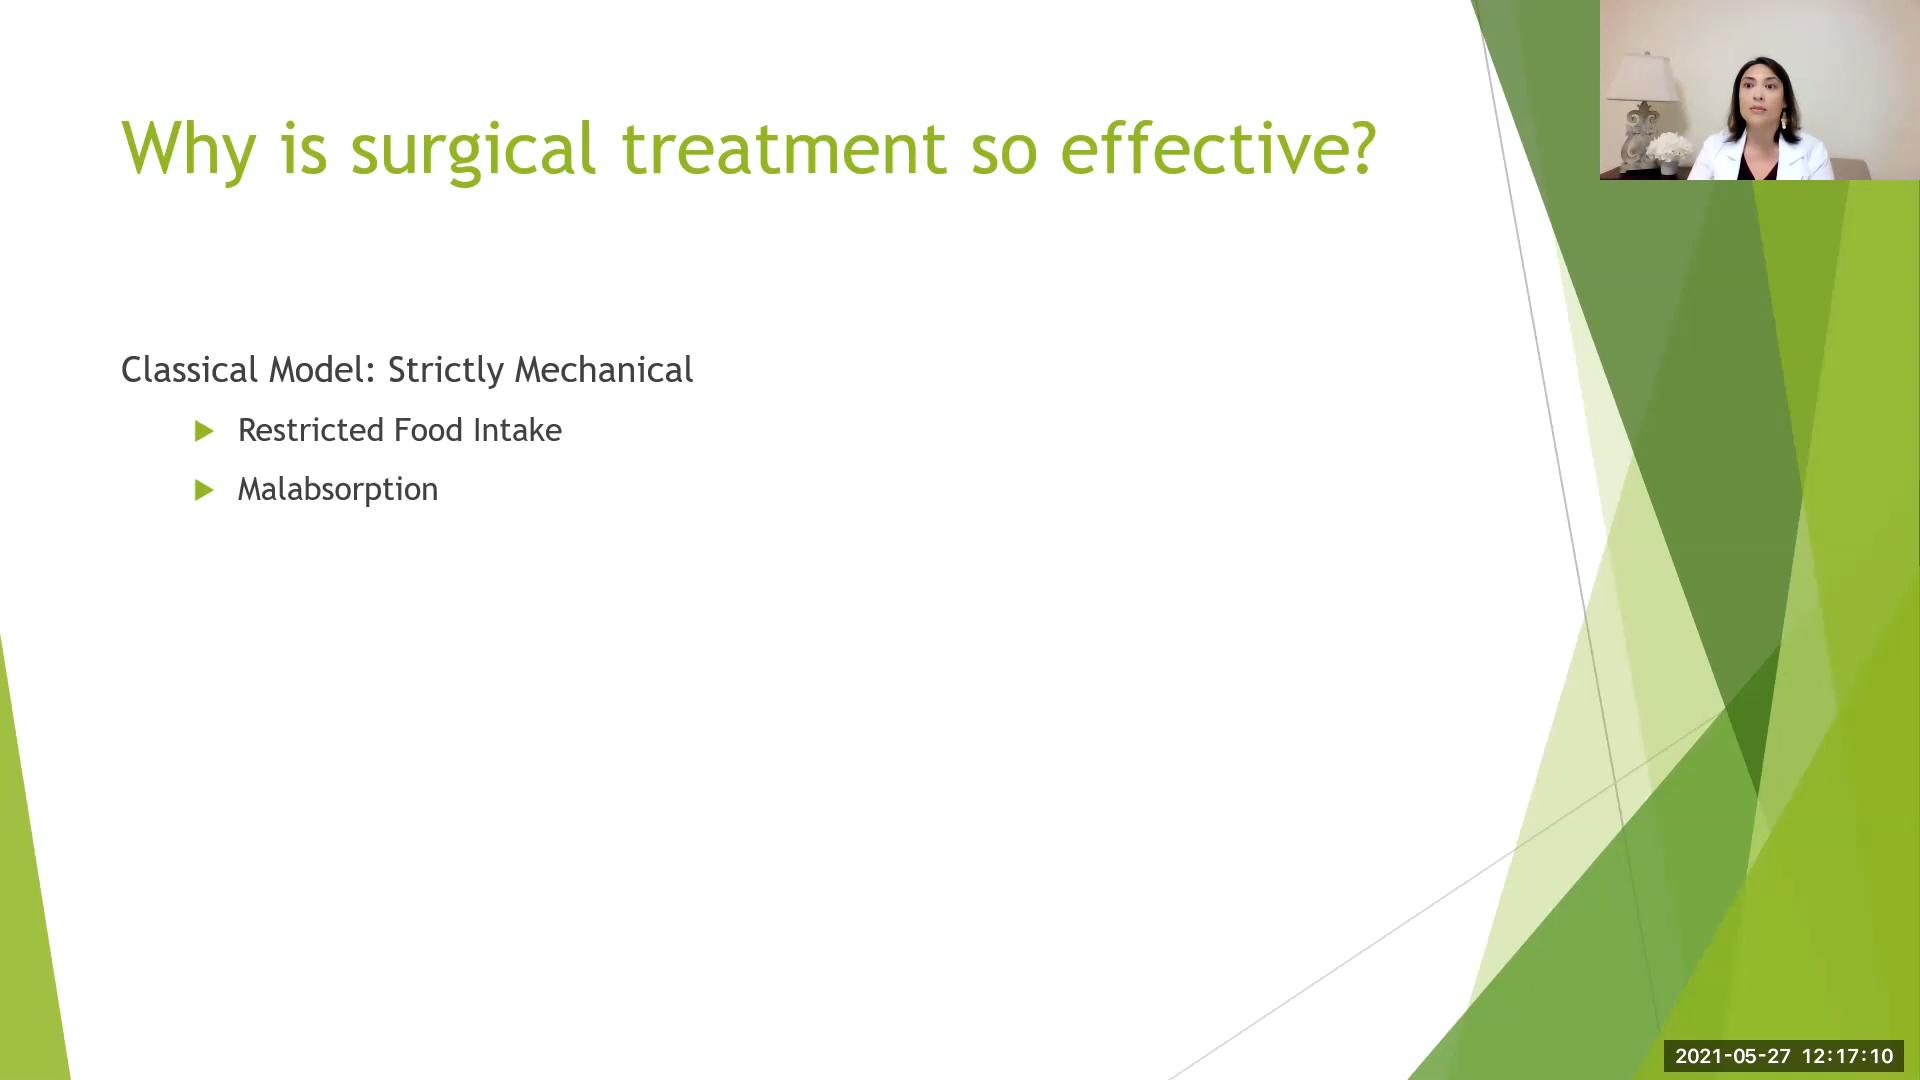 Why is surgical treatment so effective?
Classical Model: Strictly Mechanical
Restricted Food Intake
Malabsorption
2021-05-27 12:17:10